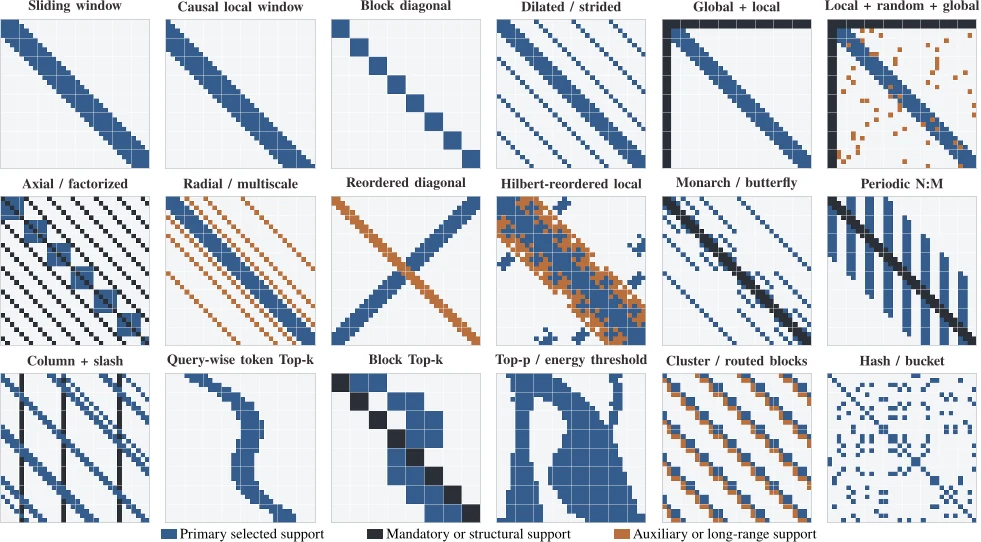 Sliding window
Causal local window
Block diagonal
Dilated / strided
Global + local
Local + random + global
Axial / factorized
Radial / multiscale
Reordered diagonal
Hilbert-reordered local
Monarch / butterfly
Periodic N:M
Column + slash
Query-wise token Top-k
Block Top-k
Top-p / energy threshold
Cluster / routed blocks
Hash / bucket
Primary selected support
Mandatory or structural support
Auxiliary or long-range support